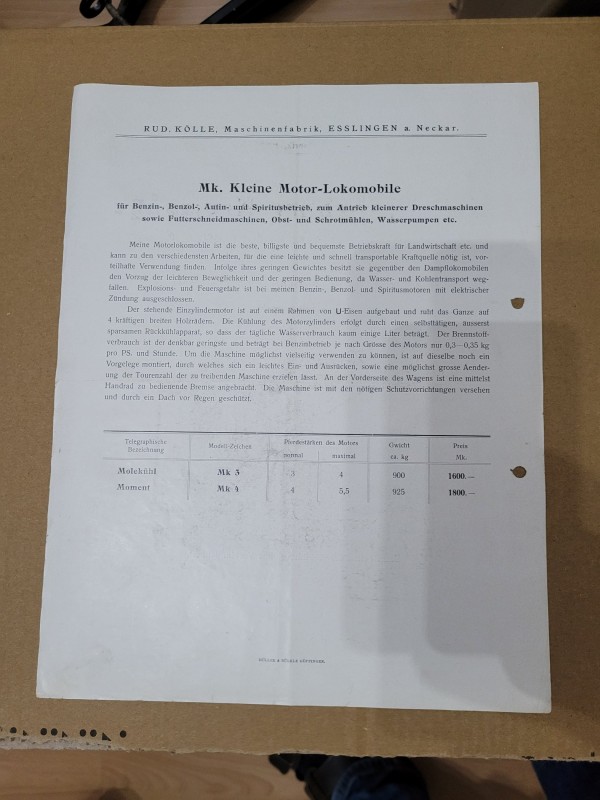 RUD. KÖLLE, Maschinenfabrik, ESSLINGEN a. Neckar.
Mk. Kleine Motor-Lokomobile
für Benzin-, Benzol-, Autin- und Spiritusbetrieb, zum Antrieb kleinerer Dreschmaschinen
sowie Futterschneidmaschinen, Obst- und Schrotmühlen, Wasserpumpen etc.
Meine Motorlokomobile ist die beste, billigste und bequemste Betriebskraft für Landwirtschaft etc. und
kann zu den verschiedensten Arbeiten, für die eine leichte und schnell transportable Kraftquelle nötig ist, vor-
teilhafte Verwendung finden. Infolge ihres geringen Gewichtes besitzt sie gegenüber den Dampflokomobilen
den Vorzug der leichteren Beweglichkeit und der geringen Bedienung, da Wasser- und Kohlentransport weg-
fallen. Explosions- und Feuersgefahr ist bei meinen Benzin-, Benzol- und Spiritusmotoren mit elektrischer
Zündung ausgeschlossen.
Der stehende Einzylindermotor ist auf einem Rahmen von U-Eisen aufgebaut und ruht das Ganze auf
4 kräftigen breiten Holzrädern. Die Kühlung des Motorzylinders erfolgt durch einen selbsttätigen, äusserst
sparsamen Rückkühlapparat, so dass der tägliche Wasserverbrauch kaum einige Liter beträgt. Der Brennstoff-
verbrauch ist der denkbar geringste und beträgt bei Benzinbetrieb je nach Grösse des Motors nur 0,3—0,35 kg
pro PS. und Stunde. Um die Maschine möglichst vielseitig verwenden zu können, ist auf dieselbe noch ein
Vorgelege montiert, durch welches sich ein leichtes Ein- und Ausrücken, sowie eine möglichst grosse Aender-
ung der Tourenzahl der zu treibenden Maschine erzielen lässt. An der Vorderseite des Wagens ist eine mittelst
Handrad zu bedienende Bremse angebracht. Die Maschine ist mit den nötigen Schutzvorrichtungen versehen
und durch ein Dach vor Regen geschützt.
Telegraphische Bezeichnung Modell-Zeichen Pferdestärken des Motors normal maximal Gwicht ca. kg Preis Mk.
Molekühl Mk 3 3 4 900 1600.—
Moment Mk 4 4 5,5 925 1800.—